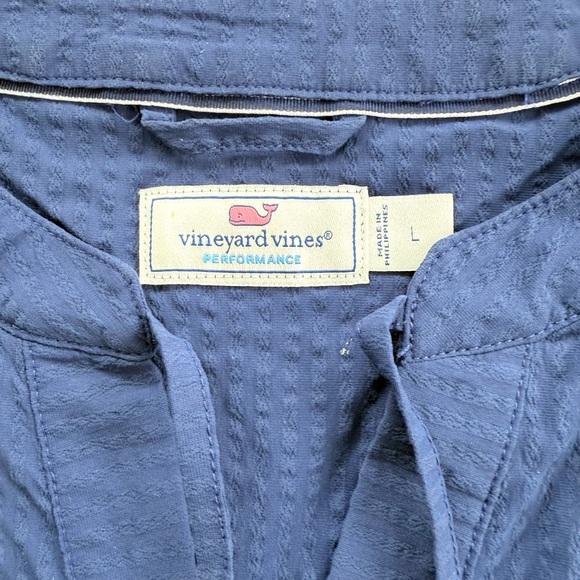 vineyard vines®
PERFORMANCE
MADE IN
PHILIPPINES
L